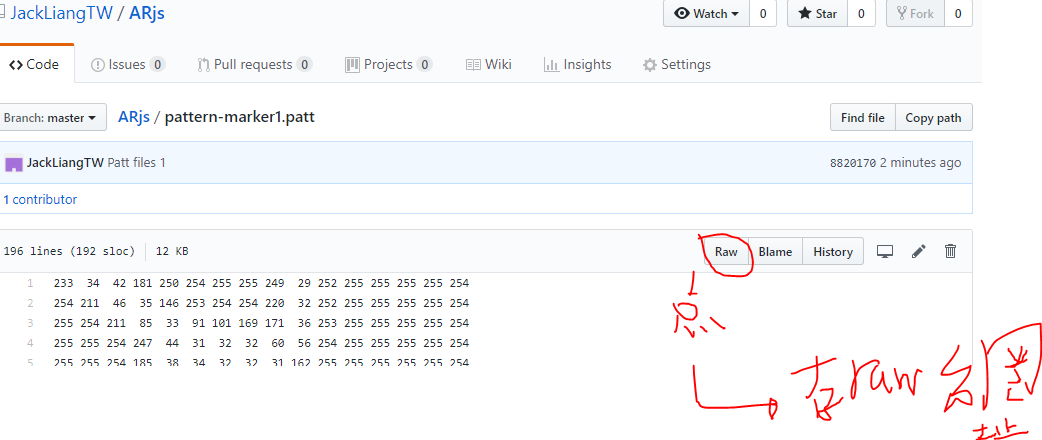 JackLiangTW / ARjs
Watch 0 Star 0 Fork 0
Code Issues 0 Pull requests 0 Projects 0 Wiki Insights Settings
Branch: master ARjs / pattern-marker1.patt Find file Copy path
JackLiangTW Patt files 1 8820170 2 minutes ago
1 contributor
196 lines (192 sloc) 12 KB Raw Blame History
1 233 34 42 181 250 254 255 255 249 29 252 255 255 255 255 254
2 254 211 46 35 146 253 254 254 220 32 252 255 255 255 255 254
3 255 254 211 85 33 91 101 169 171 36 253 255 255 255 255 254
4 255 255 254 247 44 31 32 32 60 56 254 255 255 255 255 254
5 255 255 254 185 38 34 32 32 31 162 255 255 255 255 255 254
点
raw
址